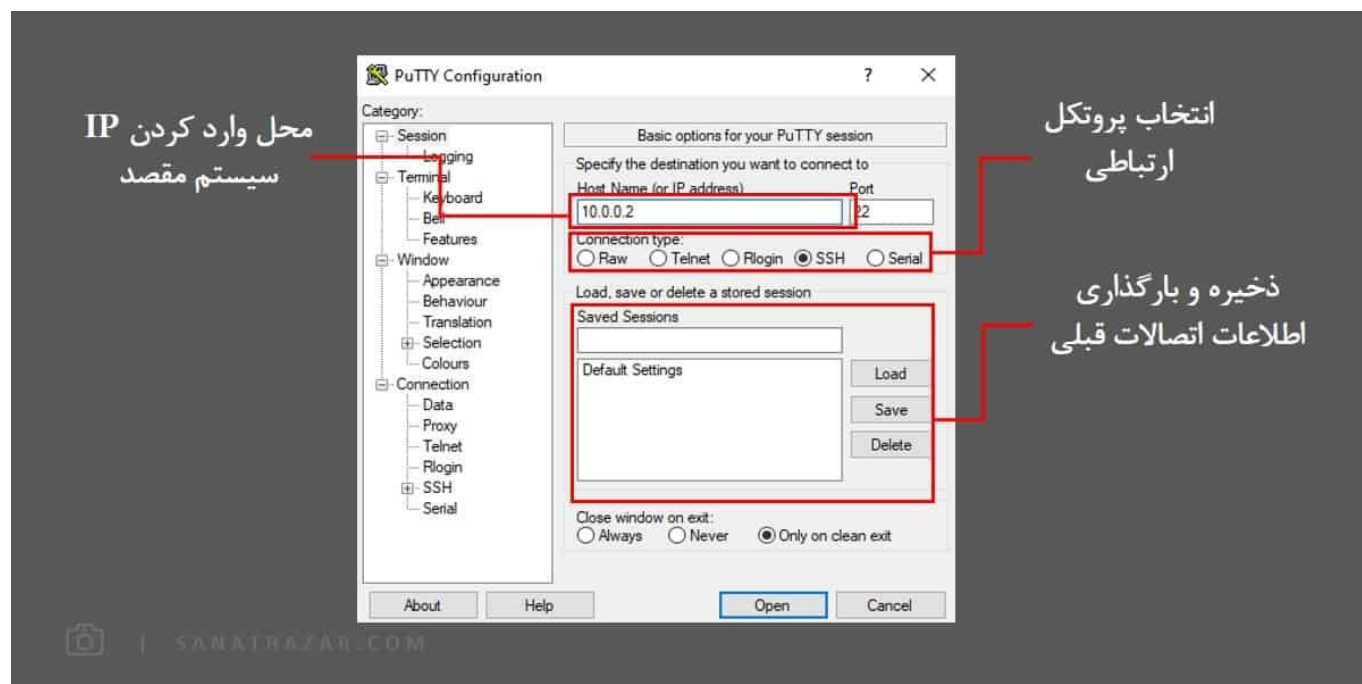 PuTTY Configuration
?
Category:
Session
Logging
Terminal
Keyboard
Bell
Features
Window
Appearance
Behaviour
Translation
Selection
Colours
Connection
Data
Proxy
Telnet
Rlogin
SSH
Serial
Basic options for your PuTTY session
Specify the destination you want to connect to
Host Name (or IP address) Port
10.0.0.2 22
Connection type:
Raw Telnet Rlogin SSH Serial
Load, save or delete a stored session
Saved Sessions
Default Settings
Load
Save
Delete
Close window on exit:
Always Never Only on clean exit
About Help Open Cancel
محل وارد کردن IP
سیستم مقصد
انتخاب پروتکل
ارتباطی
ذخیره و بارگذاری
اطلاعات اتصالات قبلی
| SANATBAZAR.COM